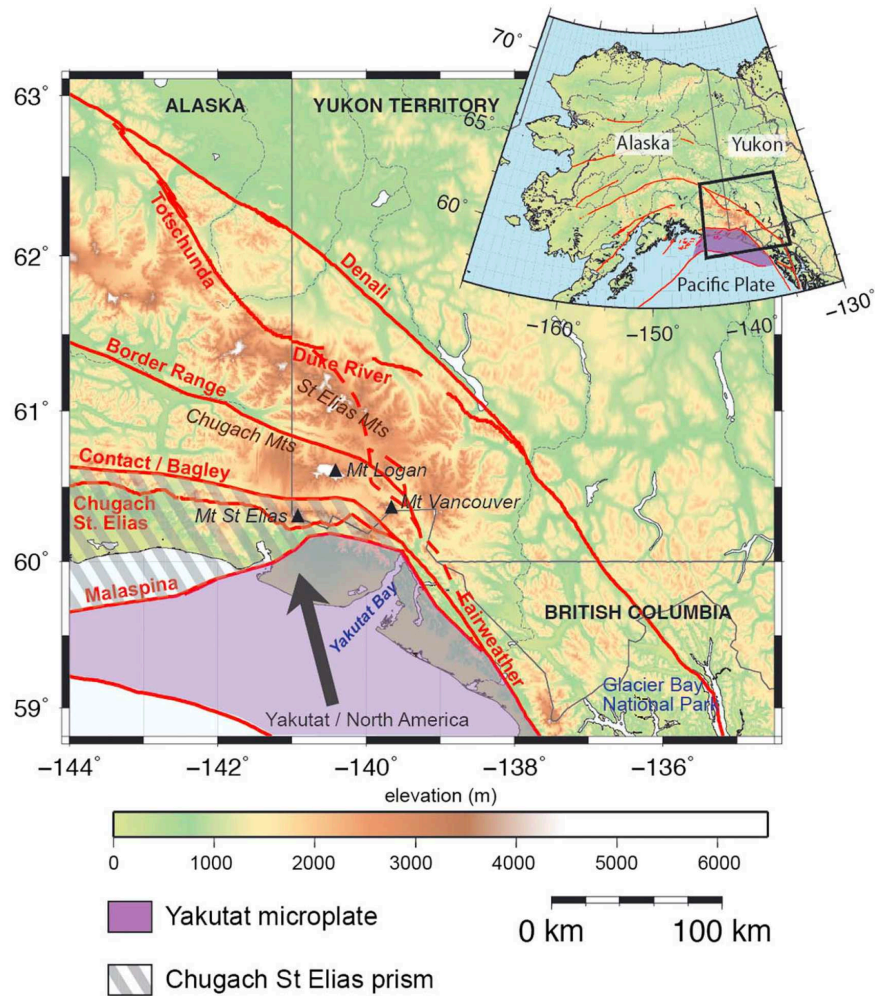 70°
65°
60°
Alaska
Yukon
Pacific Plate
−160°
−150°
−140°
−130°
63°
62°
61°
60°
59°
ALASKA
YUKON TERRITORY
Totschunda
Denali
Duke River
Border Range
St Elias Mts
Chugach Mts
Mt Logan
Contact / Bagley
Mt Vancouver
Chugach
St. Elias
Mt St Elias
Malaspina
Yakutat Bay
Fairweather
BRITISH COLUMBIA
Glacier Bay
National Park
Yakutat / North America
−144°
−142°
−140°
−138°
−136°
elevation (m)
0 1000 2000 3000 4000 5000 6000
Yakutat microplate
0 km 100 km
Chugach St Elias prism